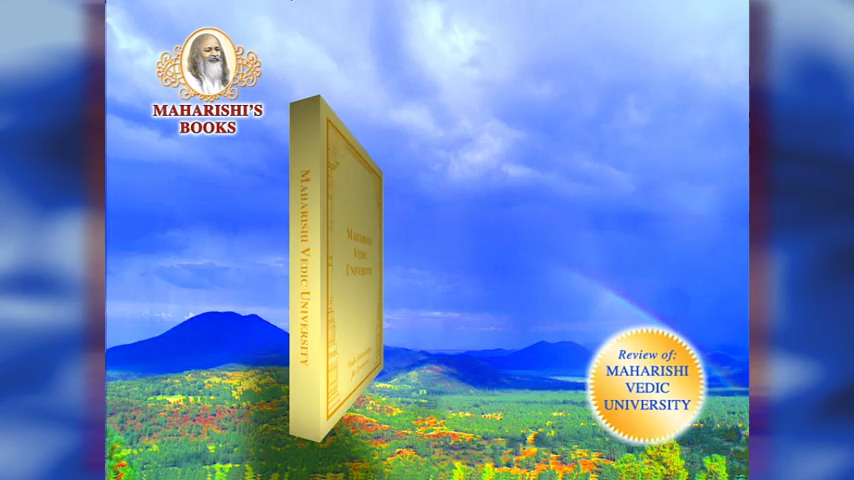 MAHARISHI'S
BOOKS
MAHARISHI VEDIC UNIVERSITY
MAHARISHI
VEDIC
UNIVERSITY
Review of:
MAHARISHI
VEDIC
UNIVERSITY